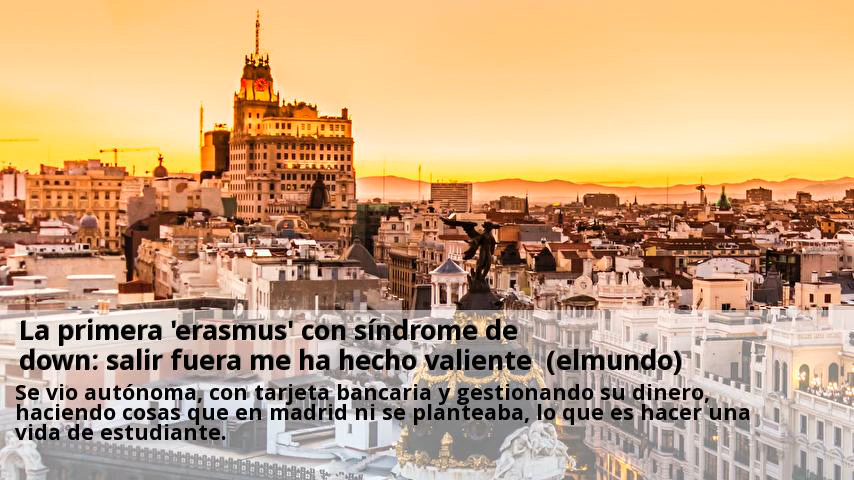 La primera 'erasmus' con síndrome de
down: salir fuera me ha hecho valiente (elmundo)
Se vio autónoma, con tarjeta bancaria y gestionando su dinero,
haciendo cosas que en madrid ni se planteaba, lo que es hacer una
vida de estudiante.